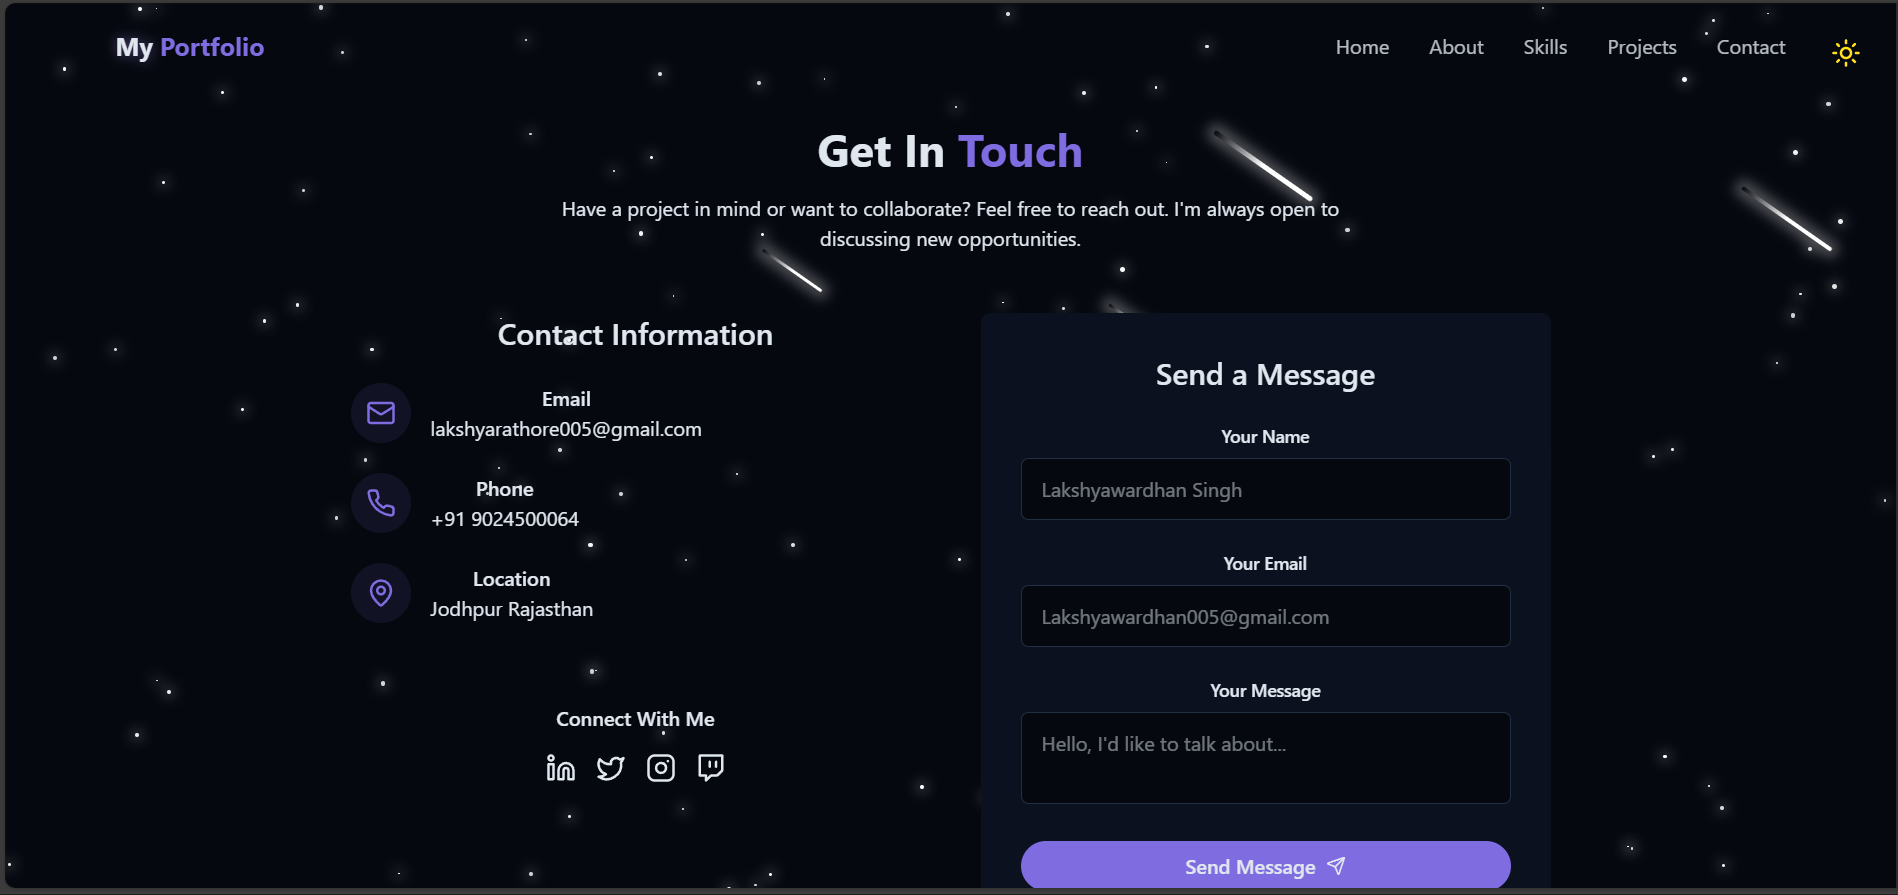 My Portfolio
Home About Skills Projects Contact
Get In Touch
Have a project in mind or want to collaborate? Feel free to reach out. I'm always open to
discussing new opportunities.
Contact Information
Email
lakshyarathore005@gmail.com
Phone
+91 9024500064
Location
Jodhpur Rajasthan
Connect With Me
Send a Message
Your Name
Lakshyawardhan Singh
Your Email
Lakshyawardhan005@gmail.com
Your Message
Hello, I'd like to talk about...
Send Message